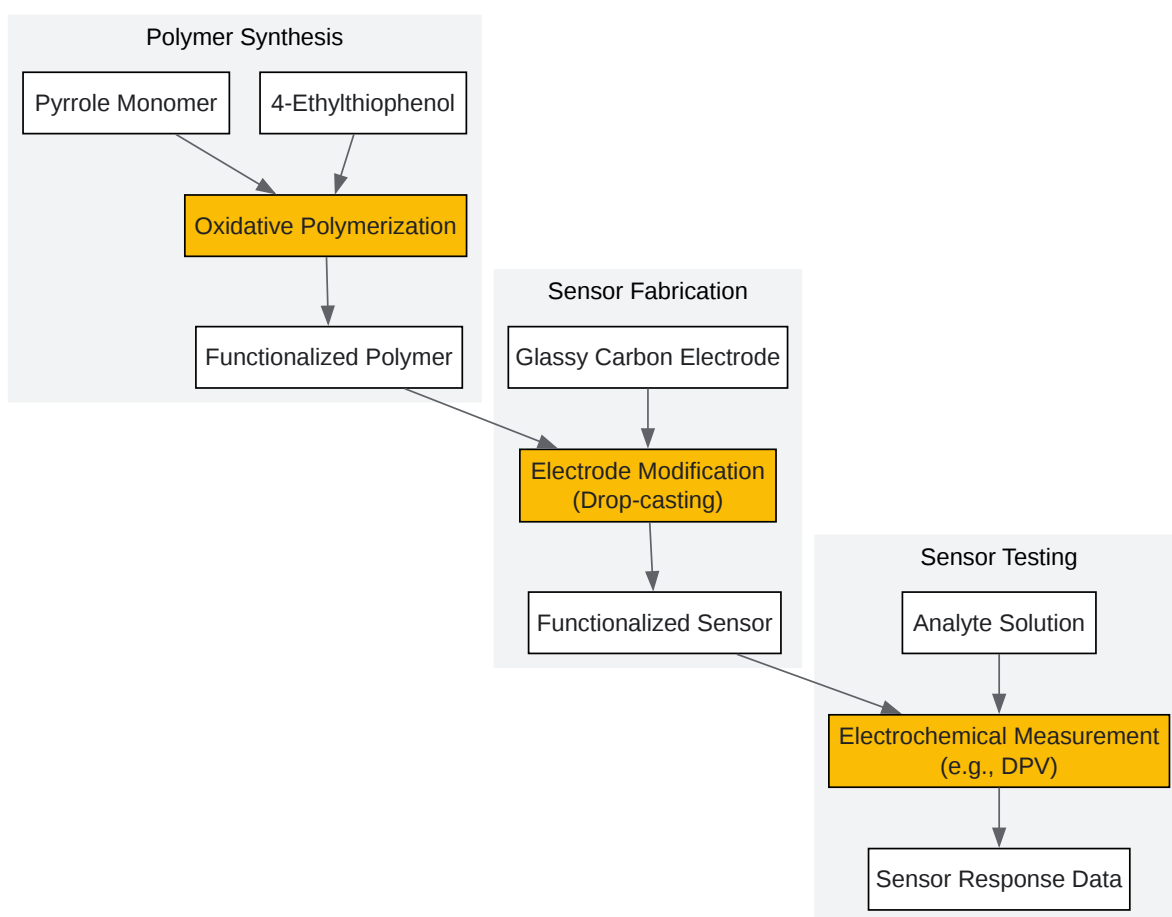 Polymer Synthesis
Pyrrole Monomer
4-Ethylthiophenol
Oxidative Polymerization
Functionalized Polymer
Sensor Fabrication
Glassy Carbon Electrode
Electrode Modification
(Drop-casting)
Functionalized Sensor
Sensor Testing
Analyte Solution
Electrochemical Measurement
(e.g., DPV)
Sensor Response Data